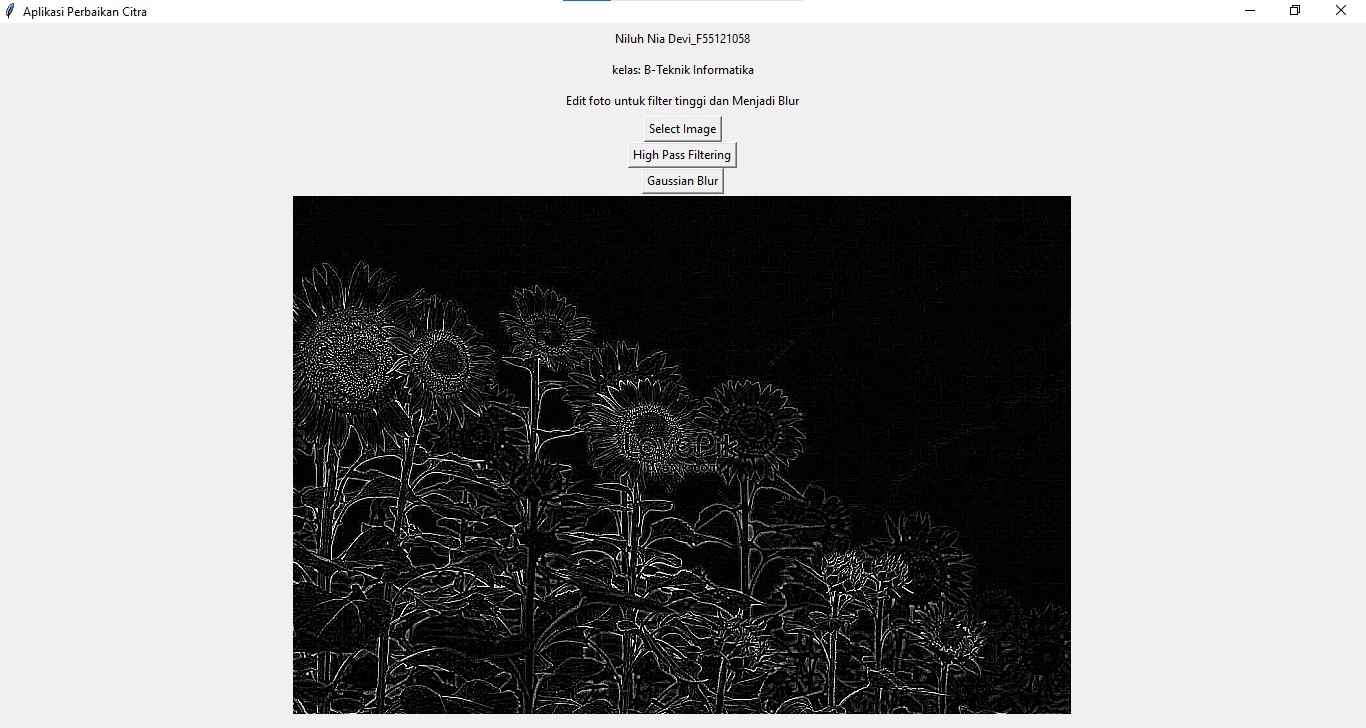 Aplikasi Perbaikan Citra
Niluh Nia Devi_F55121058
kelas: B-Teknik Informatika
Edit foto untuk filter tinggi dan Menjadi Blur
Select Image
High Pass Filtering
Gaussian Blur